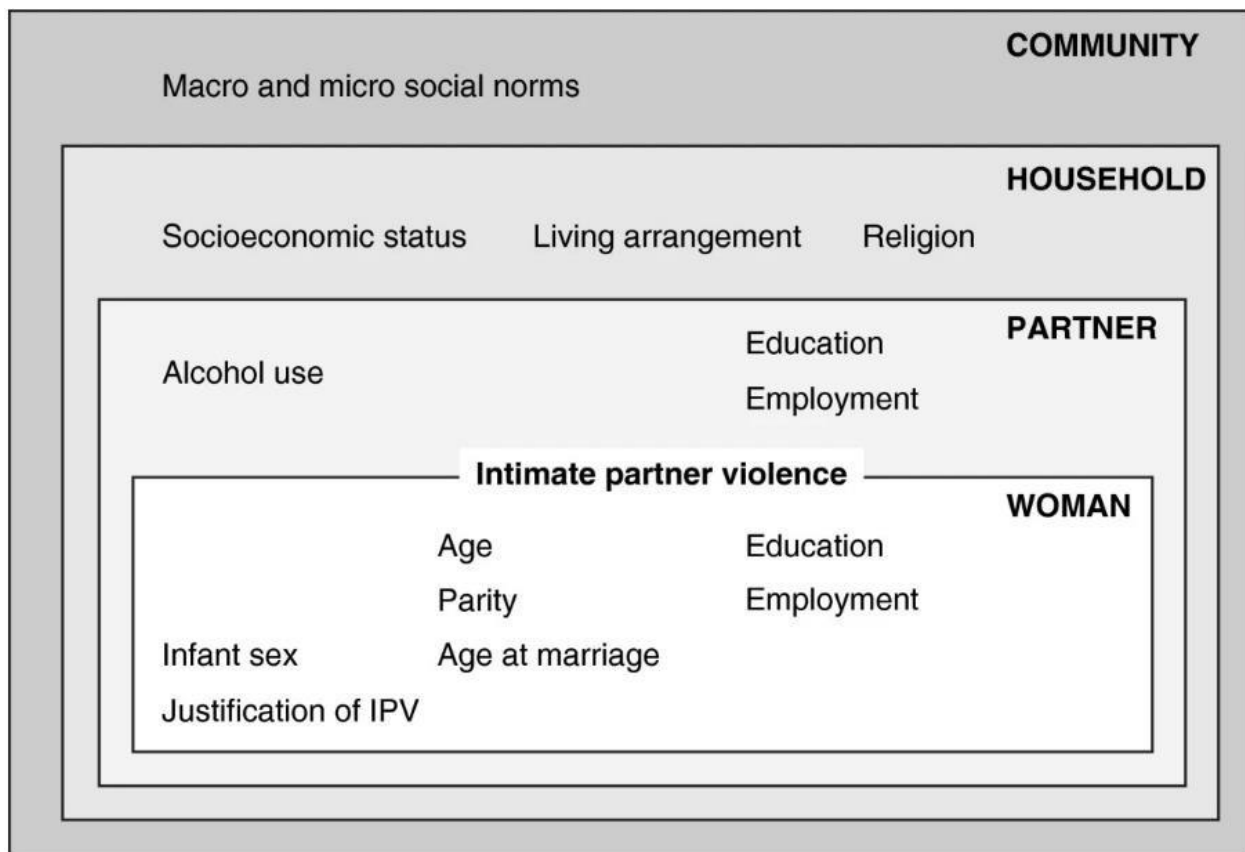 COMMUNITY
Macro and micro social norms
HOUSEHOLD
Socioeconomic status Living arrangement Religion
PARTNER
Education
Alcohol use
Employment
Intimate partner violence
WOMAN
Age Education
Parity Employment
Infant sex Age at marriage
Justification of IPV